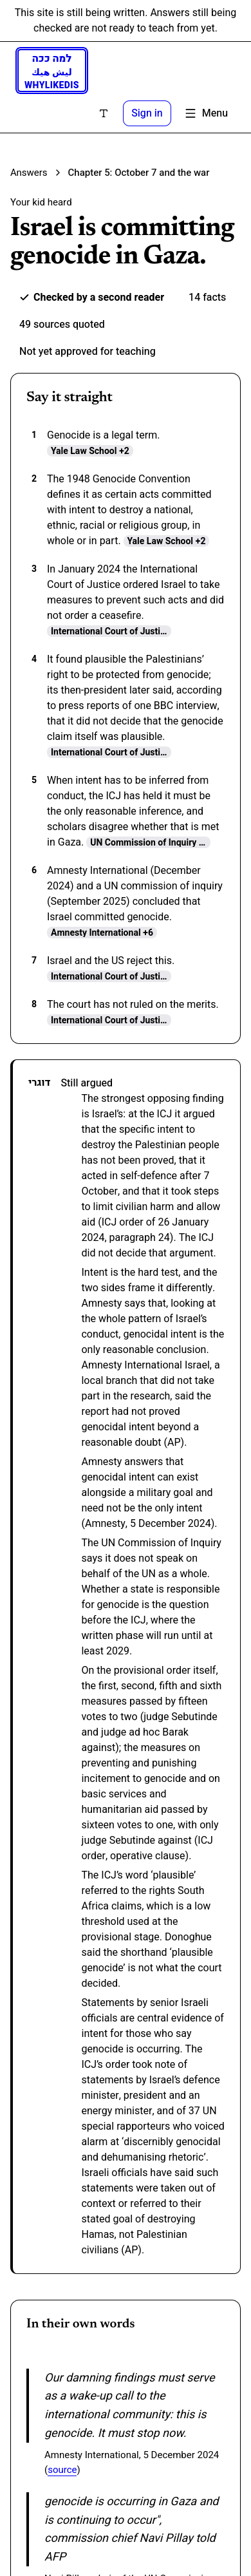 This site is still being written. Answers still being
checked are not ready to teach from yet.
למה ככה
ليش هيك
WHYLIKEDIS
Sign in
Menu
Answers > Chapter 5: October 7 and the war
Your kid heard
Israel is committing
genocide in Gaza.
Checked by a second reader
14 facts
49 sources quoted
Not yet approved for teaching
Say it straight
1 Genocide is a legal term.
Yale Law School +2
2 The 1948 Genocide Convention
defines it as certain acts committed
with intent to destroy a national,
ethnic, racial or religious group, in
whole or in part. Yale Law School +2
3 In January 2024 the International
Court of Justice ordered Israel to take
measures to prevent such acts and did
not order a ceasefire.
International Court of Justi…
4 It found plausible the Palestinians’
right to be protected from genocide;
its then-president later said, according
to press reports of one BBC interview,
that it did not decide that the genocide
claim itself was plausible.
International Court of Justi…
5 When intent has to be inferred from
conduct, the ICJ has held it must be
the only reasonable inference, and
scholars disagree whether that is met
in Gaza. UN Commission of Inquiry …
6 Amnesty International (December
2024) and a UN commission of inquiry
(September 2025) concluded that
Israel committed genocide.
Amnesty International +6
7 Israel and the US reject this.
International Court of Justi…
8 The court has not ruled on the merits.
International Court of Justi…
דוגרי Still argued
The strongest opposing finding
is Israel’s: at the ICJ it argued
that the specific intent to
destroy the Palestinian people
has not been proved, that it
acted in self-defence after 7
October, and that it took steps
to limit civilian harm and allow
aid (ICJ order of 26 January
2024, paragraph 24). The ICJ
did not decide that argument.
Intent is the hard test, and the
two sides frame it differently.
Amnesty says that, looking at
the whole pattern of Israel’s
conduct, genocidal intent is the
only reasonable conclusion.
Amnesty International Israel, a
local branch that did not take
part in the research, said the
report had not proved
genocidal intent beyond a
reasonable doubt (AP).
Amnesty answers that
genocidal intent can exist
alongside a military goal and
need not be the only intent
(Amnesty, 5 December 2024).
The UN Commission of Inquiry
says it does not speak on
behalf of the UN as a whole.
Whether a state is responsible
for genocide is the question
before the ICJ, where the
written phase will run until at
least 2029.
On the provisional order itself,
the first, second, fifth and sixth
measures passed by fifteen
votes to two (judge Sebutinde
and judge ad hoc Barak
against); the measures on
preventing and punishing
incitement to genocide and on
basic services and
humanitarian aid passed by
sixteen votes to one, with only
judge Sebutinde against (ICJ
order, operative clause).
The ICJ’s word ‘plausible’
referred to the rights South
Africa claims, which is a low
threshold used at the
provisional stage. Donoghue
said the shorthand ‘plausible
genocide’ is not what the court
decided.
Statements by senior Israeli
officials are central evidence of
intent for those who say
genocide is occurring. The
ICJ’s order took note of
statements by Israel’s defence
minister, president and an
energy minister, and of 37 UN
special rapporteurs who voiced
alarm at ‘discernibly genocidal
and dehumanising rhetoric’.
Israeli officials have said such
statements were taken out of
context or referred to their
stated goal of destroying
Hamas, not Palestinian
civilians (AP).
In their own words
Our damning findings must serve
as a wake-up call to the
international community: this is
genocide. It must stop now.
Amnesty International, 5 December 2024
(source)
genocide is occurring in Gaza and
is continuing to occur",
commission chief Navi Pillay told
AFP